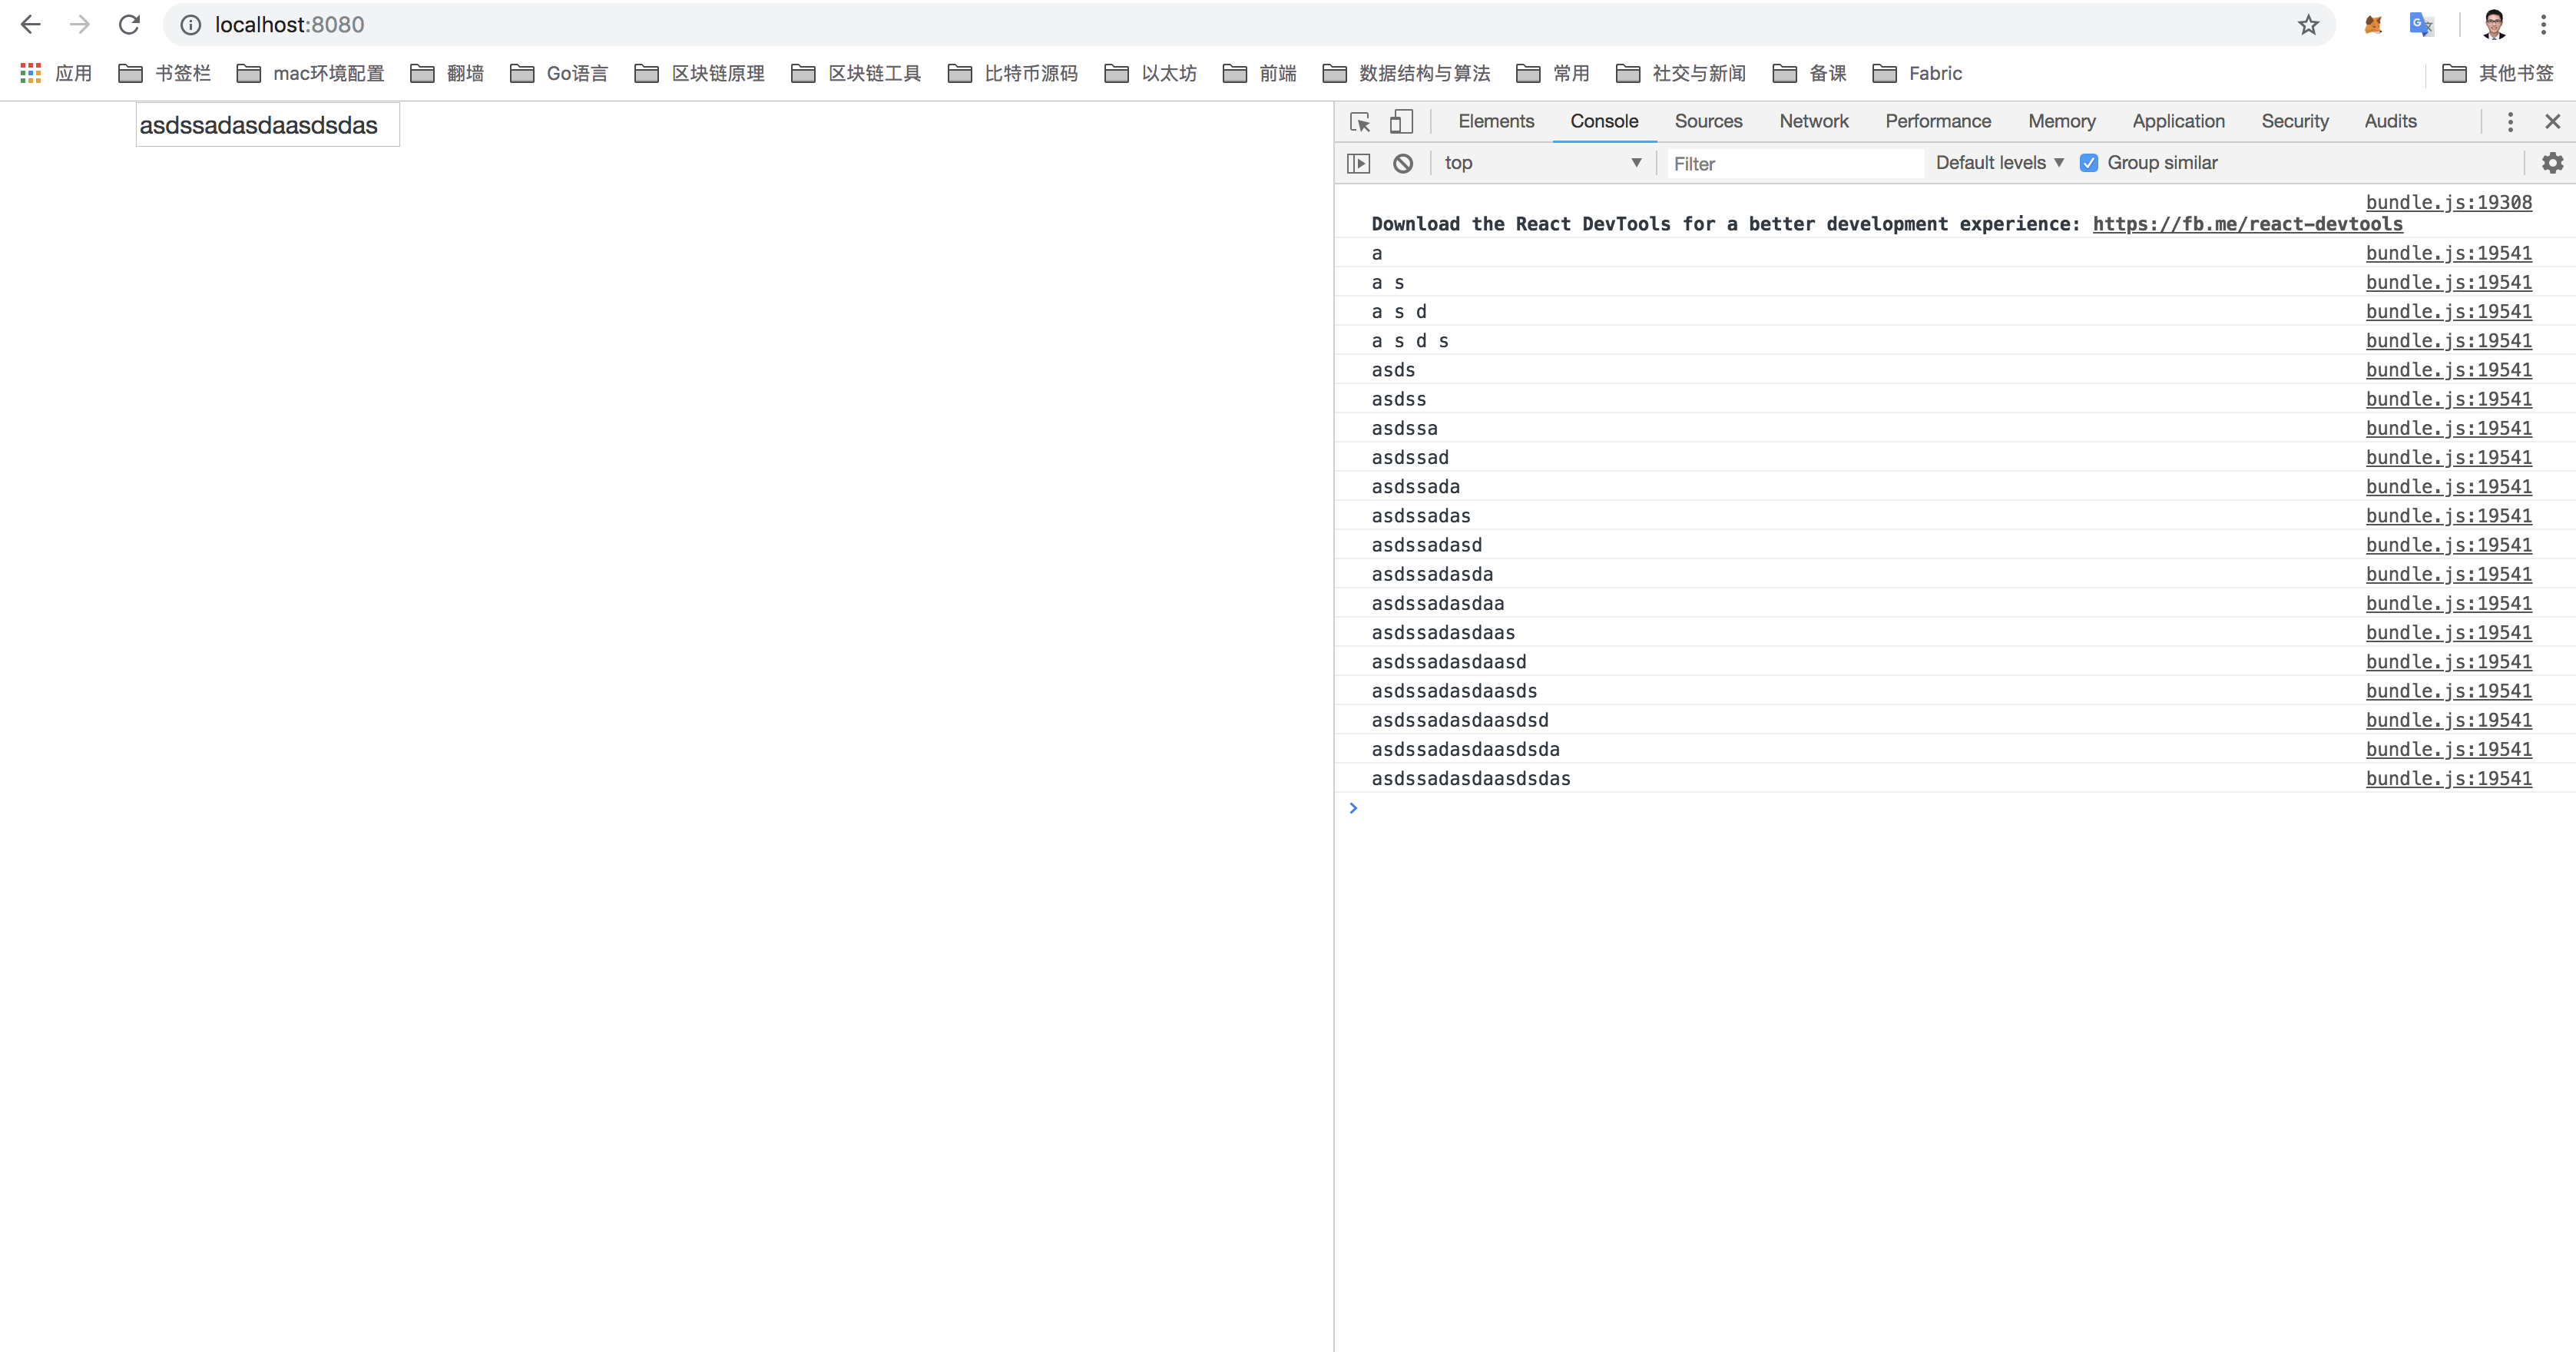 localhost:8080
应用 书签栏 mac环境配置 翻墙 Go语言 区块链原理 区块链工具 比特币源码 以太坊 前端 数据结构与算法 常用 社交与新闻 备课 Fabric 其他书签
asdssadasdaasdsdas
Elements Console Sources Network Performance Memory Application Security Audits
top Filter Default levels Group similar
bundle.js:19308
Download the React DevTools for a better development experience: https://fb.me/react-devtools
a bundle.js:19541
a s bundle.js:19541
a s d bundle.js:19541
a s d s bundle.js:19541
asds bundle.js:19541
asdss bundle.js:19541
asdssa bundle.js:19541
asdssad bundle.js:19541
asdssada bundle.js:19541
asdssadas bundle.js:19541
asdssadasd bundle.js:19541
asdssadasda bundle.js:19541
asdssadasdaa bundle.js:19541
asdssadasdaas bundle.js:19541
asdssadasdaasd bundle.js:19541
asdssadasdaasds bundle.js:19541
asdssadasdaasdsd bundle.js:19541
asdssadasdaasdsda bundle.js:19541
asdssadasdaasdsdas bundle.js:19541